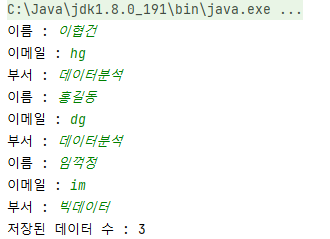 C:\Java\jdk1.8.0_191\bin\java.exe ...
이름 : 이협건
이메일 : hg
부서 : 데이터분석
이름 : 홍길동
이메일 : dg
부서 : 데이터분석
이름 : 임꺽정
이메일 : im
부서 : 빅데이터
저장된 데이터 수 : 3